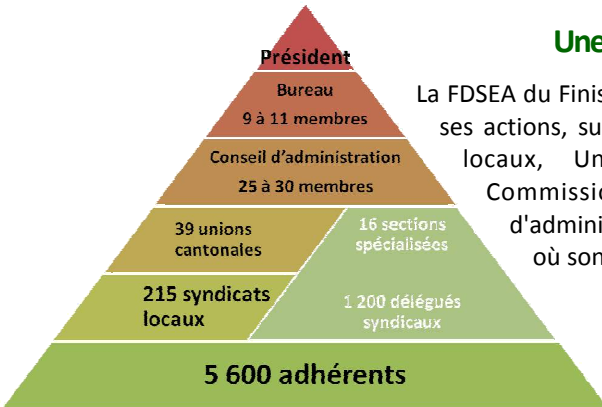 Président
Bureau
9 à 11 membres
Conseil d'administration
25 à 30 membres
39 unions
cantonales
16 sections
spécialisées
215 syndicats
locaux
1 200 délégués
syndicaux
5 600 adhérents
Une
La FDSEA du Finis
ses actions, su
locaux, Un
Commissio
d'admini
où son